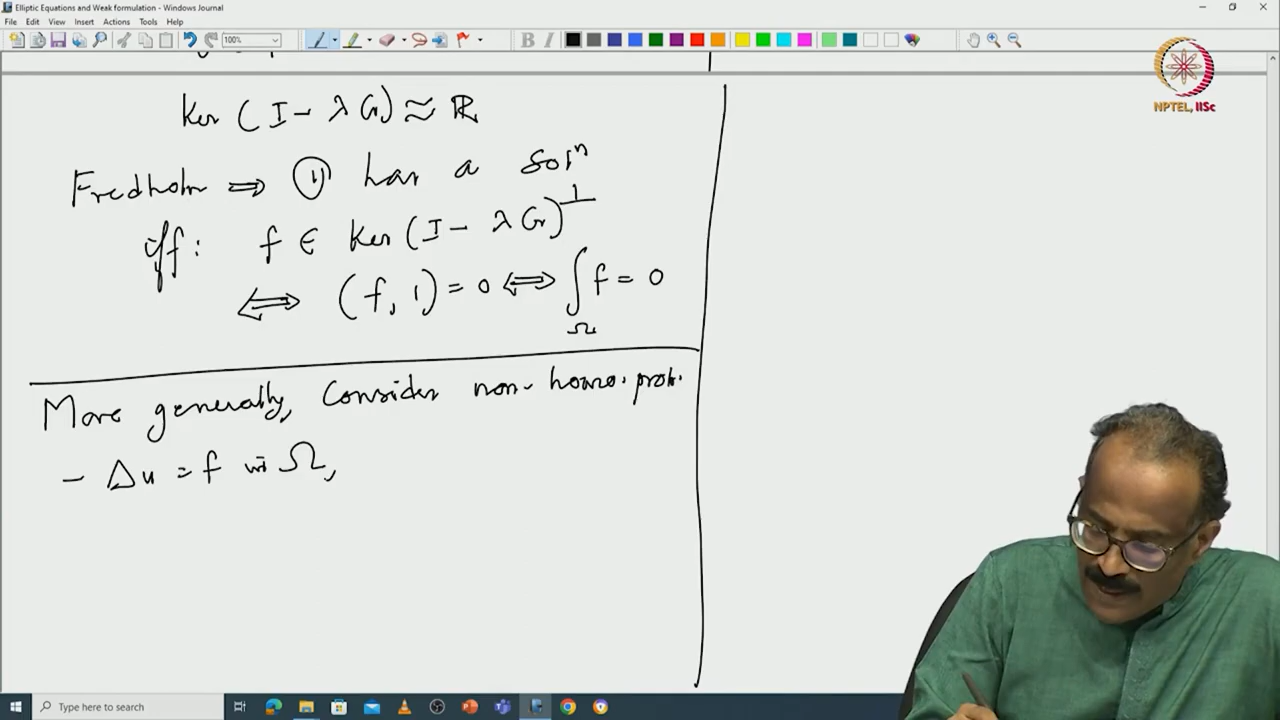 Elliptic Equations and Weak formulation - Windows Journal
File Edit View Insert Actions Tools Help
100%
B I
NPTEL, IISc
Ker (I - λG) ≈ ℝ
Fredholm ⟹ ① has a solⁿ
iff: f ∈ Ker (I - λG)^⊥
⟺ (f, 1) = 0 ⟺ ∫_Ω f = 0
More generally, Consider non-homo. prob.
- Δu = f in Ω,
Type here to search